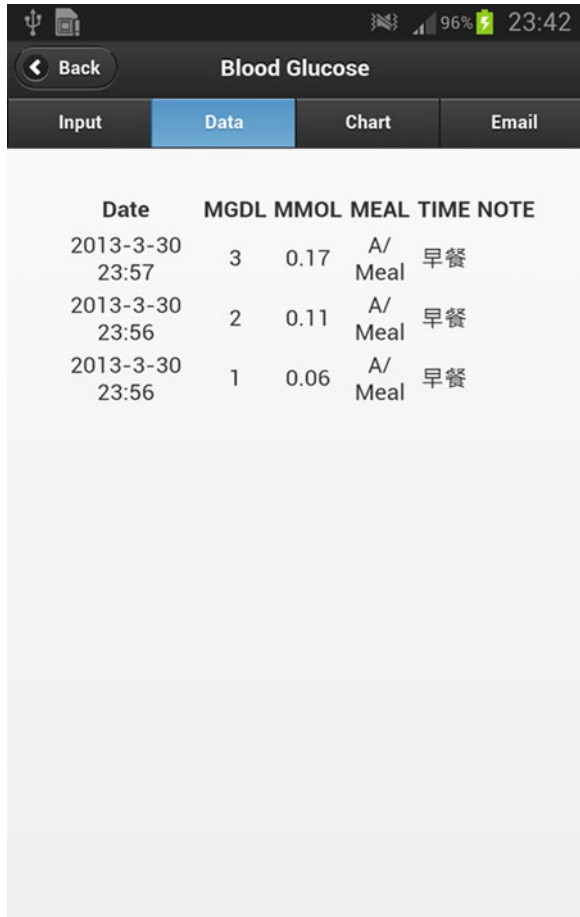 96% 23:42
Back Blood Glucose
Input Data Chart Email
Date MGDL MMOL MEAL TIME NOTE
2013-3-30 23:57 3 0.17 A/ Meal 早餐
2013-3-30 23:56 2 0.11 A/ Meal 早餐
2013-3-30 23:56 1 0.06 A/ Meal 早餐